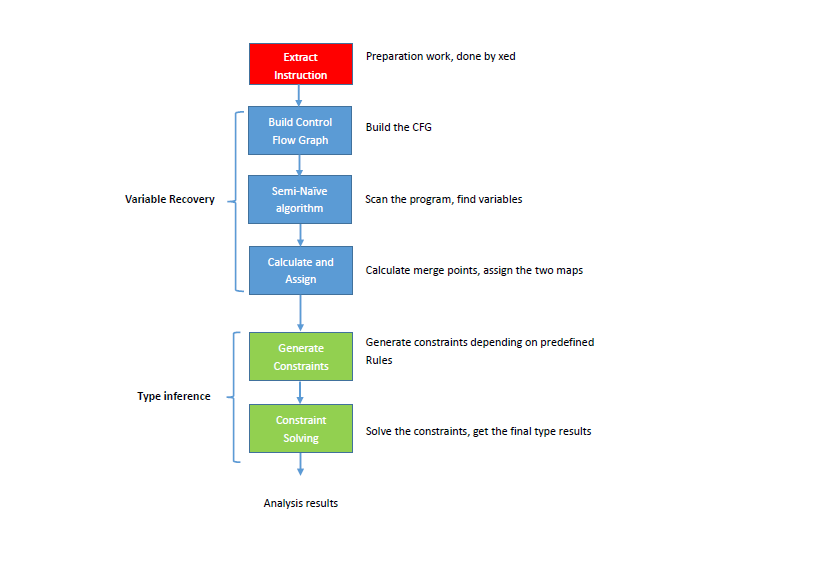 Extract
Instruction
Preparation work, done by xed
Build Control
Flow Graph
Build the CFG
Variable Recovery
Semi-Naïve
algorithm
Scan the program, find variables
Calculate and
Assign
Calculate merge points, assign the two maps
Generate
Constraints
Generate constraints depending on predefined
Rules
Type inference
Constraint
Solving
Solve the constraints, get the final type results
Analysis results